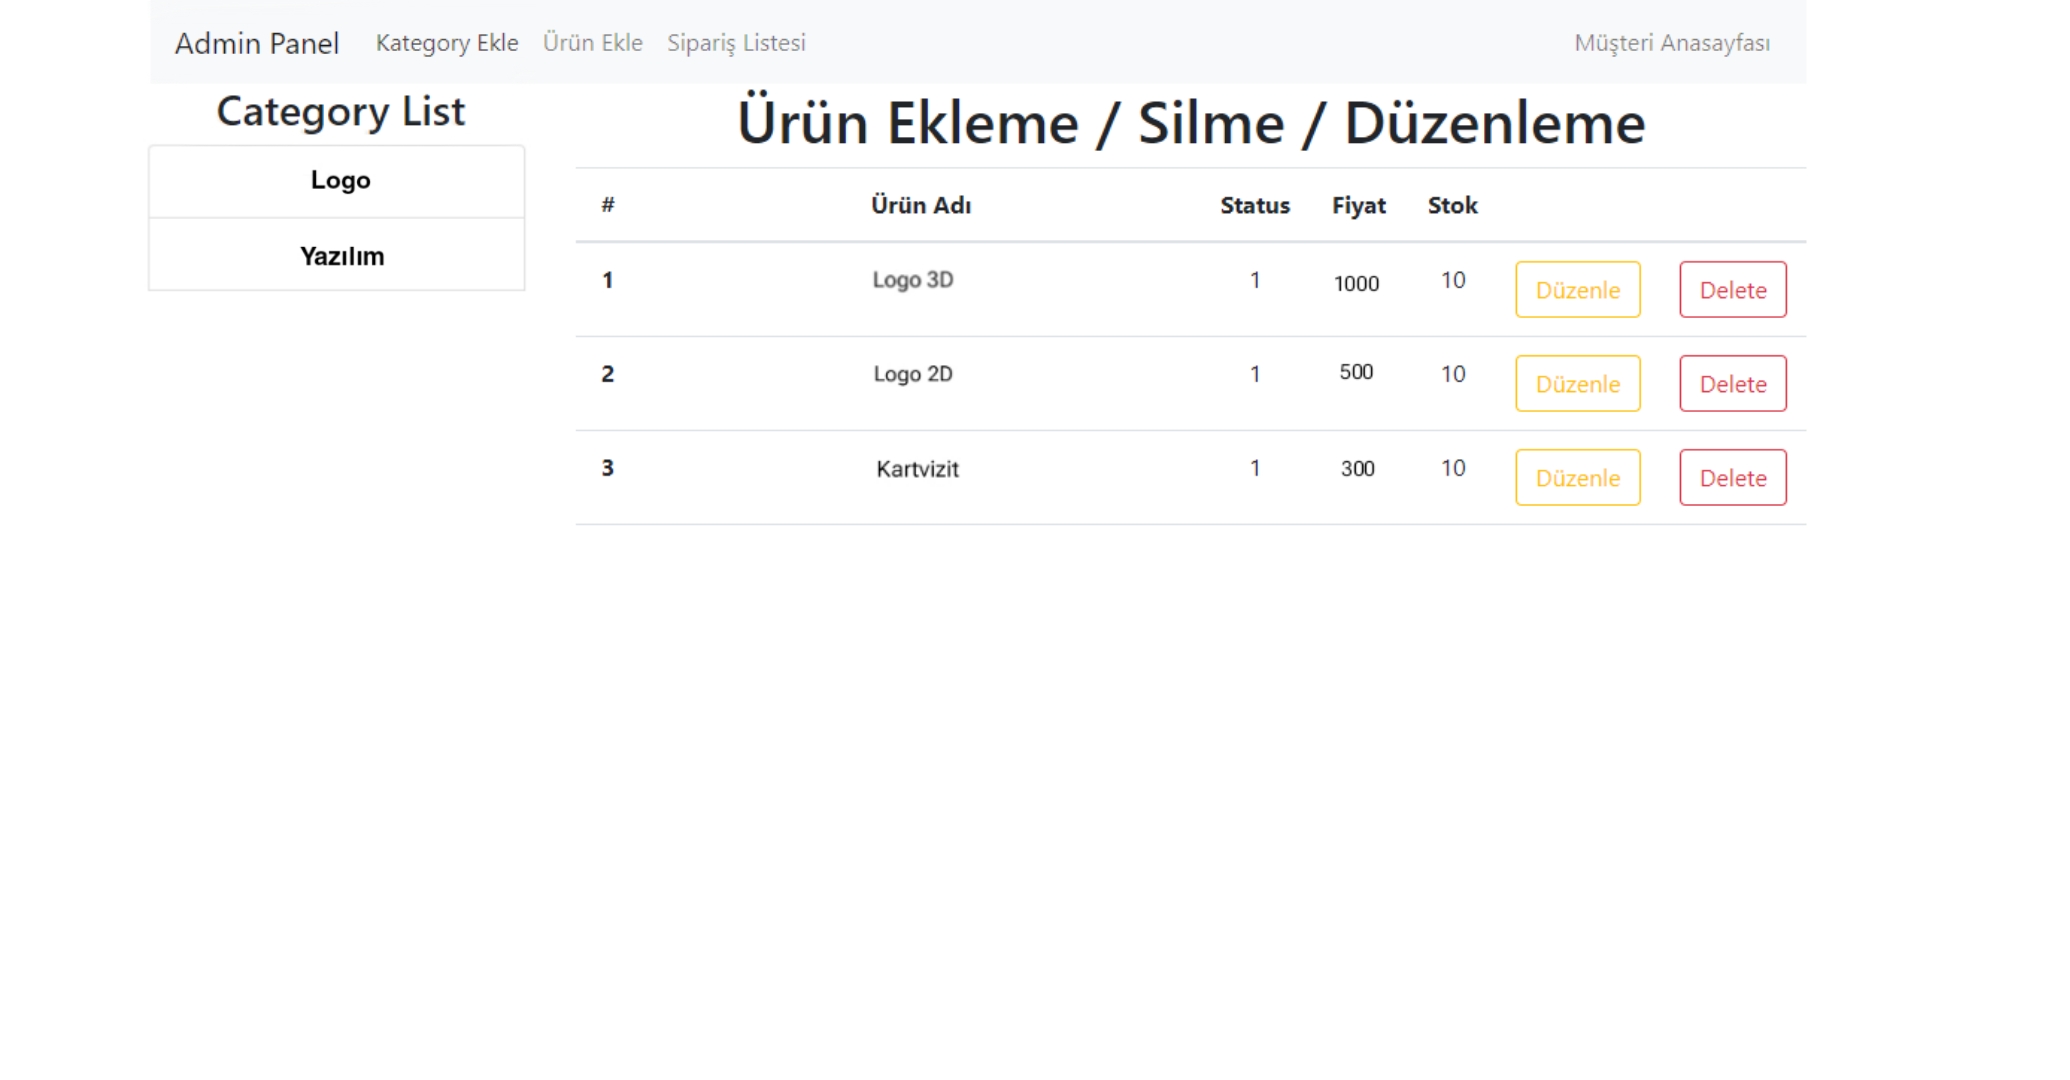 Admin Panel Kategory Ekle Ürün Ekle Sipariş Listesi Müşteri Anasayfası
Category List
Logo
Yazılım
Ürün Ekleme / Silme / Düzenleme
# Ürün Adı Status Fiyat Stok
1 Logo 3D 1 1000 10 Düzenle Delete
2 Logo 2D 1 500 10 Düzenle Delete
3 Kartvizit 1 300 10 Düzenle Delete